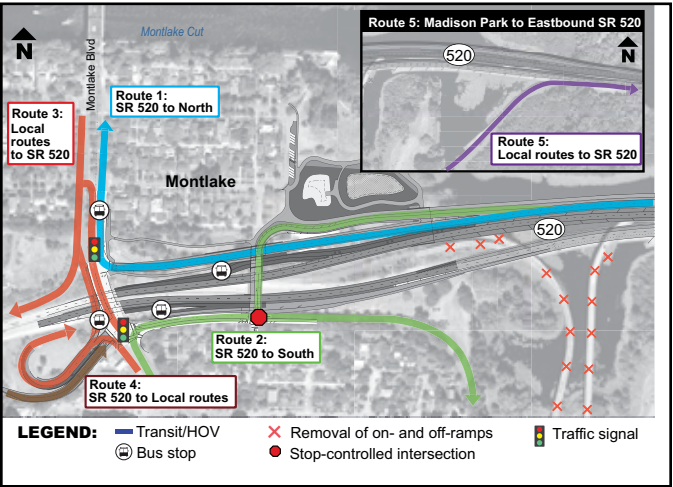 Route 5: Madison Park to Eastbound SR 520
520
N
Route 5:
Local routes to SR 520
N
Montlake Cut
Montlake Blvd
Route 1:
SR 520 to North
Route 3:
Local
routes
to SR 520
Montlake
520
Route 2:
SR 520 to South
Route 4:
SR 520 to Local routes
LEGEND:
Transit/HOV
Removal of on- and off-ramps
Traffic signal
Bus stop
Stop-controlled intersection